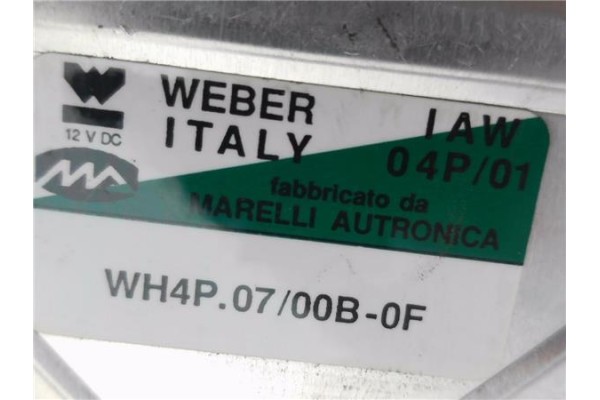 WEBER
ITALY
12 V DC
IAW
04P/01
fabbricato da
MARELLI AUTRONICA
WH4P.07/00B-0F